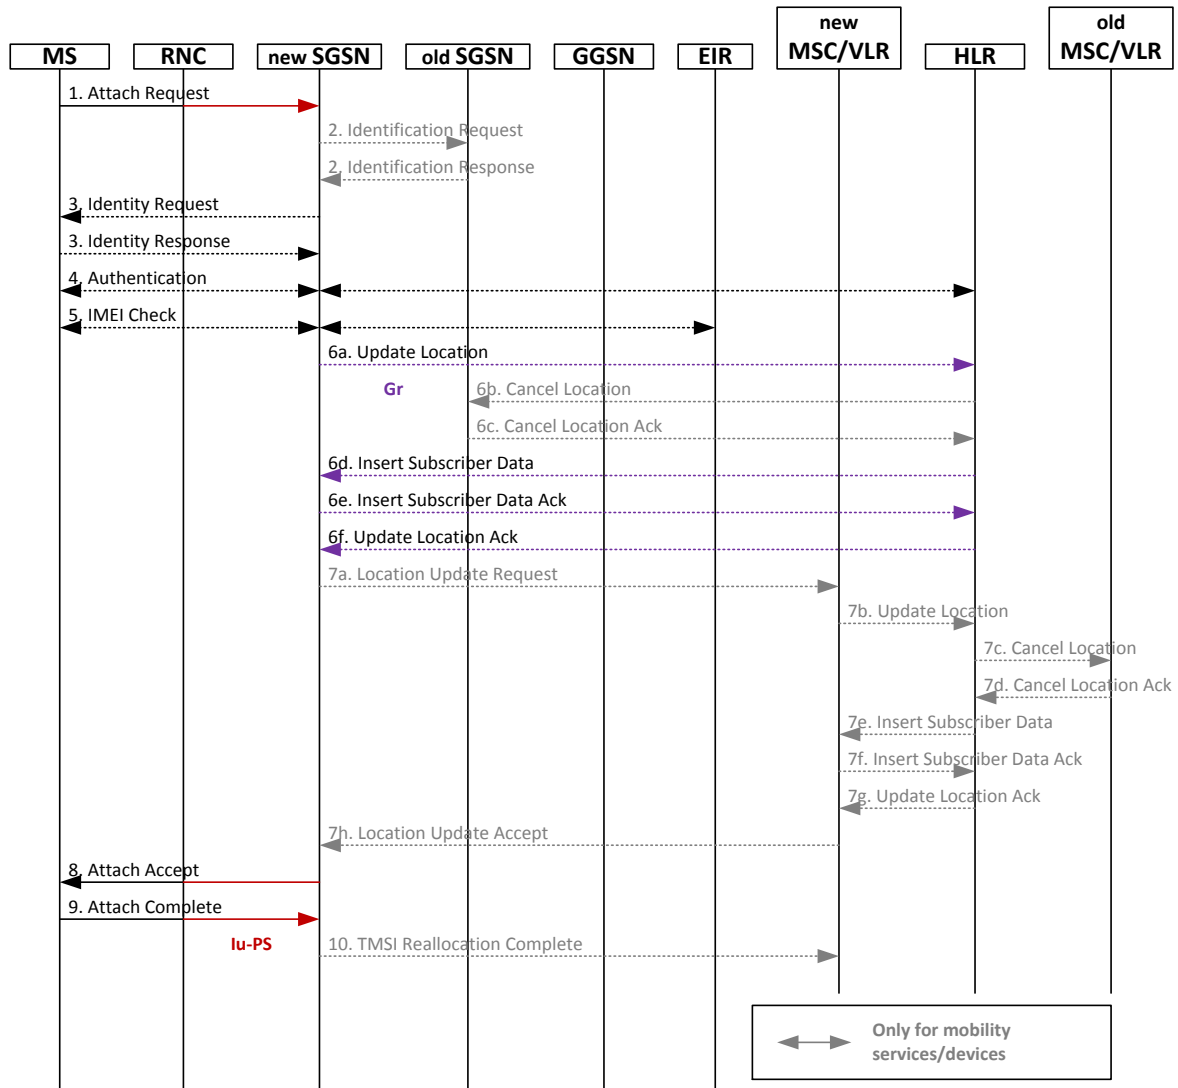 new
old
MSC/VLR
MSC/VLR
MS
RNC
new SGSN
old SGSN
GGSN
EIR
HLR
1. Attach Request
2. Identification Request
2. Identification Response
3. Identity Request
3. Identity Response
4. Authentication
5. IMEI Check
6a. Update Location
Gr
6b. Cancel Location
6c. Cancel Location Ack
6d. Insert Subscriber Data
6e. Insert Subscriber Data Ack
6f. Update Location Ack
7a. Location Update Request
7b. Update Location
7c. Cancel Location
7d. Cancel Location Ack
7e. Insert Subscriber Data
7f. Insert Subscriber Data Ack
7g. Update Location Ack
7h. Location Update Accept
8. Attach Accept
9. Attach Complete
Iu-PS
10. TMSI Reallocation Complete
Only for mobility
services/devices